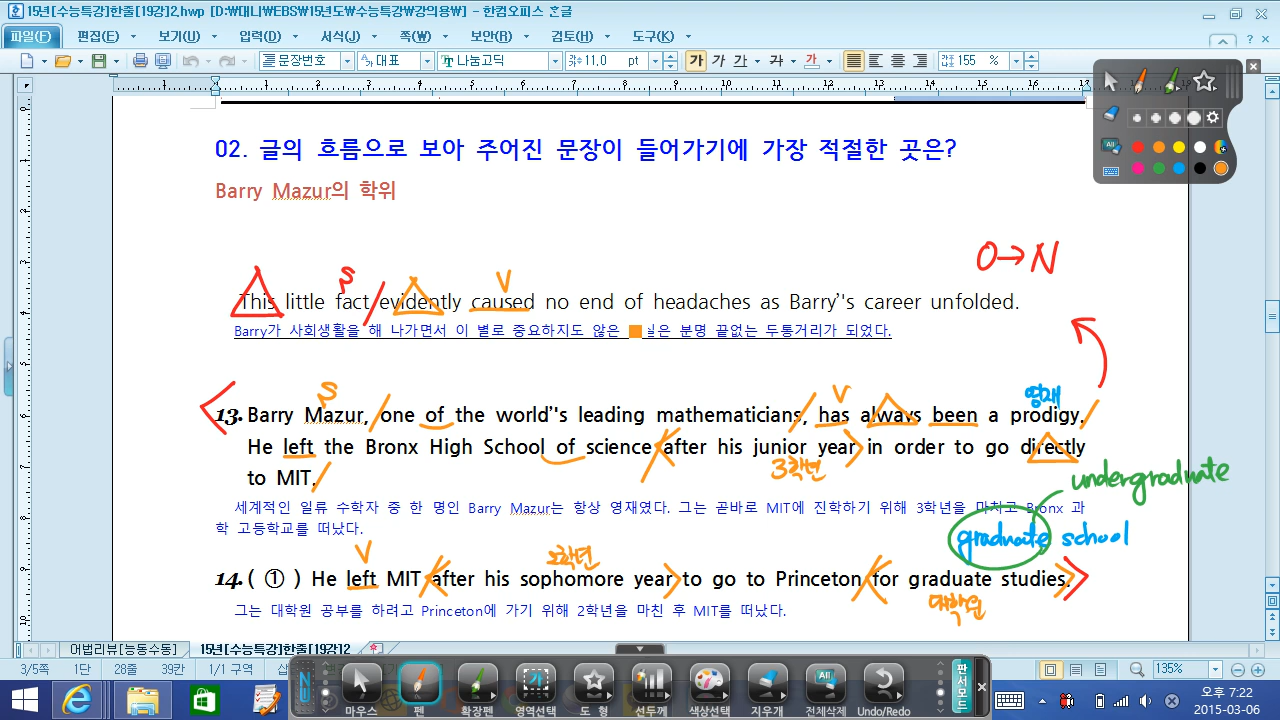 15년[수능특강]한줄[19강]2.hwp [D:\대니\EBS\15년도\수능특강\강의용\] - 한컴오피스 흔글
파일(F) 편집(E) 보기(U) 입력(D) 서식(J) 쪽(W) 보안(R) 검토(H) 도구(K)
문장번호 대표 나눔고딕 11.0 pt 가 가 가 가 가 155 %
02. 글의 흐름으로 보아 주어진 문장이 들어가기에 가장 적절한 곳은?
Barry Mazur의 학위
O→N
S V
This little fact evidently caused no end of headaches as Barry’'s career unfolded.
Barry가 사회생활을 해 나가면서 이 별로 중요하지도 않은 실은 분명 끝없는 두통거리가 되었다.
S V 영재
13. Barry Mazur, one of the world’'s leading mathematicians, has always been a prodigy.
He left the Bronx High School of science after his junior year in order to go directly
3학년
to MIT.
undergraduate
세계적인 일류 수학자 중 한 명인 Barry Mazur는 항상 영재였다. 그는 곧바로 MIT에 진학하기 위해 3학년을 마치고 Bronx 과
학 고등학교를 떠났다.
graduate school
V 2학년
14. ( ① ) He left MIT after his sophomore year to go to Princeton for graduate studies.
대학원
그는 대학원 공부를 하려고 Princeton에 가기 위해 2학년을 마친 후 MIT를 떠났다.
어법리뷰[능동수동] 15년[수능특강]한줄[19강]2
3/5쪽 1단 28줄 39칸 1/1 구역 135%
마우스 펜 확장펜 영역선택 도 형 선두께 색상선택 지우개 전체삭제 Undo/Redo 판서모드
오후 7:22
2015-03-06